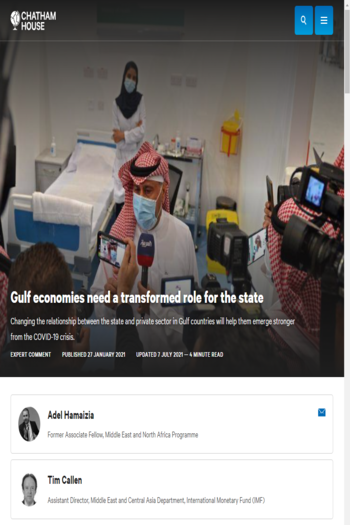 CHATHAM
HOUSE
Gulf economies need a transformed role for the state
Changing the relationship between the state and private sector in Gulf countries will help them emerge stronger
from the COVID-19 crisis.
EXPERT COMMENT PUBLISHED 27 JANUARY 2021 UPDATED 7 JULY 2021 — 4 MINUTE READ
Adel Hamaizia
Former Associate Fellow, Middle East and North Africa Programme
Tim Callen
Assistant Director, Middle East and Central Asia Department, International Monetary Fund (IMF)